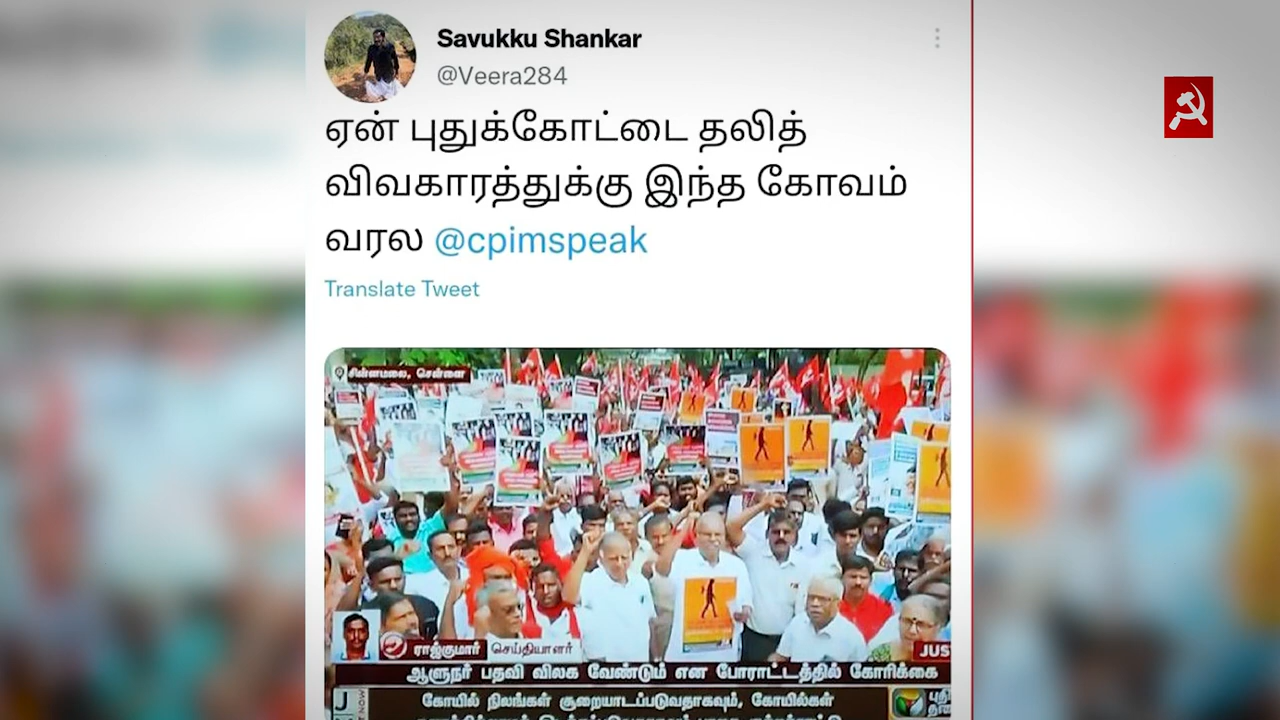 Savukku Shankar
@Veera284
ஏன் புதுக்கோட்டை தலித்
விவகாரத்துக்கு இந்த கோவம்
வரல @cpimspeak
Translate Tweet
சின்னமலை, சென்னை
ராஜ்குமார் செய்தியாளர்
JUS
ஆளுநர் பதவி விலக வேண்டும் என போராட்டத்தில் கோரிக்கை
கோயில் நிலங்கள் சூறையாடப்படுவதாகவும், கோயில்கள்